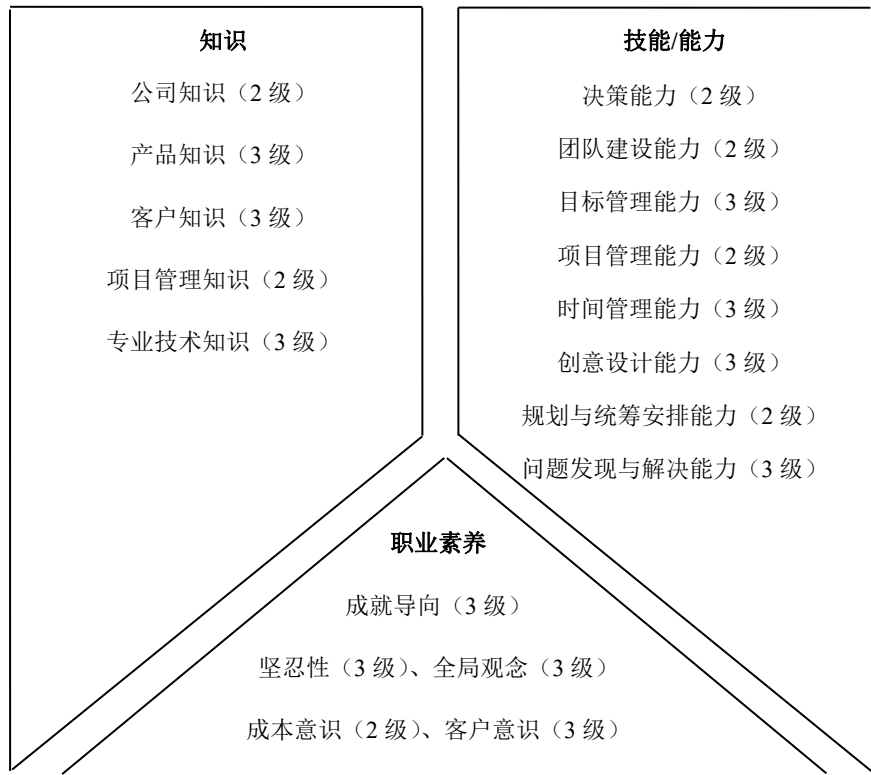 知识
公司知识（2 级）
产品知识（3 级）
客户知识（3 级）
项目管理知识（2 级）
专业技术知识（3 级）
技能/能力
决策能力（2 级）
团队建设能力（2 级）
目标管理能力（3 级）
项目管理能力（2 级）
时间管理能力（3 级）
创意设计能力（3 级）
规划与统筹安排能力（2 级）
问题发现与解决能力（3 级）
职业素养
成就导向（3 级）
坚忍性（3 级）、全局观念（3 级）
成本意识（2 级）、客户意识（3 级）